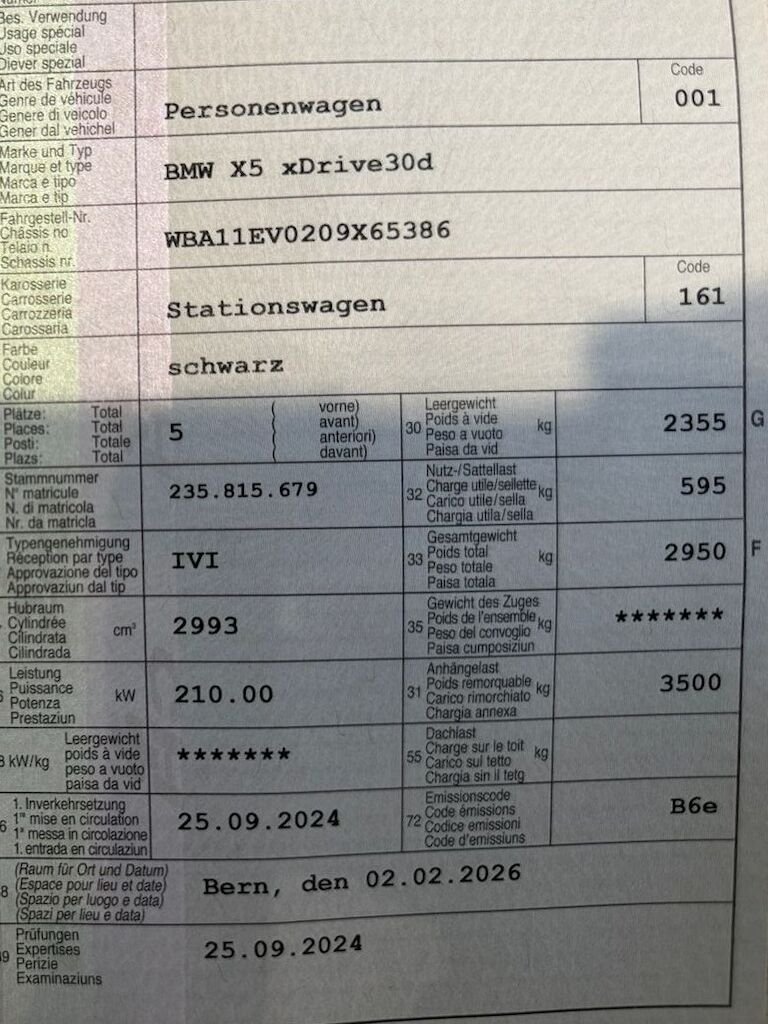 Bes. Verwendung
Usage spécial
Uso speciale
Diever spezial
Art des Fahrzeugs
Genre de véhicule
Genere di veicolo
Gener dal vehichel
Personenwagen
Code
001
Marke und Typ
Marque et type
Marca e tipo
Marca e tip
BMW X5 xDrive30d
Fahrgestell-Nr.
Châssis no
Telaio n.
Schassis nr.
WBA11EV0209X65386
Karosserie
Carrosserie
Carrozzeria
Carossaria
Stationswagen
Code
161
Farbe
Couleur
Colore
Colur
schwarz
Plätze: Total
Places: Total
Posti: Totale
Plazs: Total
5
( vorne)
( avant)
( anteriori)
( davant)
30
Leergewicht
Poids à vide
Peso a vuoto
Paisa da vid
kg
2355
G
Stammnummer
N° matricule
N. di matricola
Nr. da matricla
235.815.679
32
Nutz-/Sattellast
Charge utile/sellette
Carico utile/sella
Chargia utila/sella
kg
595
Typengenehmigung
Réception par type
Approvazione del tipo
Approvaziun dal tip
IVI
33
Gesamtgewicht
Poids total
Peso totale
Paisa totala
kg
2950
F
Hubraum
Cylindrée
Cilindrata
Cilindrada
cm³
2993
35
Gewicht des Zuges
Poids de l'ensemble
Peso del convoglio
Paisa cumposiziun
kg
*******
Leistung
Puissance
Potenza
Prestaziun
kW
210.00
31
Anhängelast
Poids remorquable
Carico rimorchiato
Chargia annexa
kg
3500
kW/kg
Leergewicht
poids à vide
peso a vuoto
paisa da vid
*******
55
Dachlast
Charge sur le toit
Carico sul tetto
Chargia sin il tetg
kg
6
1. Inverkehrsetzung
1re mise en circulation
1a messa in circolazione
1. entrada en circulaziun
25.09.2024
72
Emissionscode
Code émissions
Codice emissioni
Code d'emissiuns
B6e
8
(Raum für Ort und Datum)
(Espace pour lieu et date)
(Spazio per luogo e data)
(Spazi per lieu e data)
Bern, den 02.02.2026
9
Prüfungen
Expertises
Perizie
Examinaziuns
25.09.2024